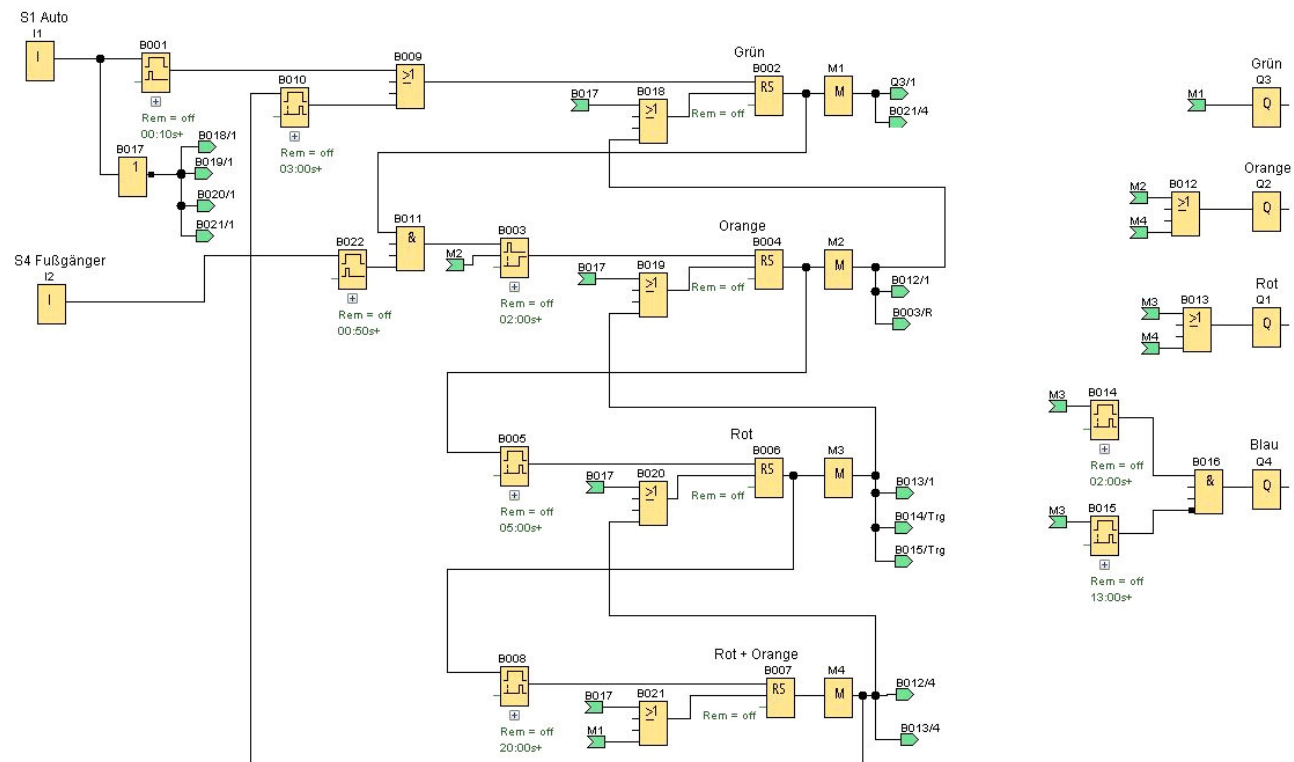 S1 Auto
I1
I
B001
Rem = off
00:10s+
B017
1
B018/1
B019/1
B020/1
B021/1
B010
Rem = off
03:00s+
B009
≥1
B017
B018
≥1
Grün
B002
RS
Rem = off
M1
M
Q3/1
B021/4
S4 Fußgänger
I2
I
B022
Rem = off
00:50s+
B011
&
M2
B003
Rem = off
02:00s+
B017
B019
≥1
Orange
B004
RS
Rem = off
M2
M
B012/1
B003/R
B005
Rem = off
05:00s+
B017
B020
≥1
Rot
B006
RS
Rem = off
M3
M
B013/1
B014/Trg
B015/Trg
B008
Rem = off
20:00s+
B017
M1
B021
≥1
Rot + Orange
B007
RS
Rem = off
M4
M
B012/4
B013/4
Grün
M1
Q3
Q
Orange
M2
M4
B012
≥1
Q2
Q
Rot
M3
M4
B013
≥1
Q1
Q
M3
B014
Rem = off
02:00s+
M3
B015
Rem = off
13:00s+
B016
&
Blau
Q4
Q